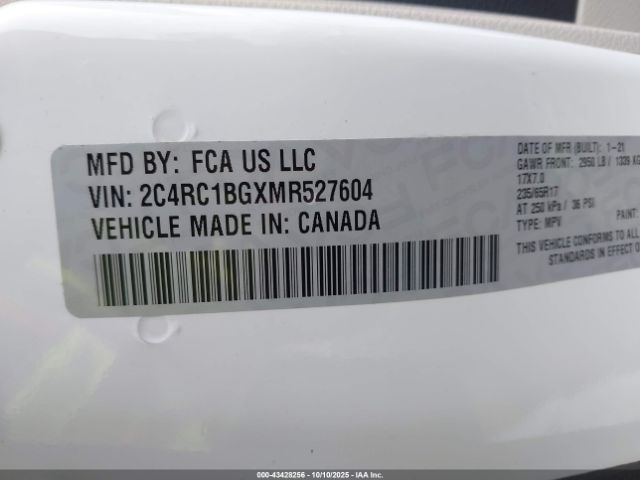 MFD BY: FCA US LLC
VIN: 2C4RC1BGXMR527604
VEHICLE MADE IN: CANADA
DATE OF MFR (BUILT): 1-21
GAWR FRONT: 2950 LB / 1339 KG
17X7.0
235/65R17
AT 250 kPa / 36 PSI
TYPE: MPV PAINT:
THIS VEHICLE CONFORMS TO ALL
STANDARDS IN EFFECT
000-43428256 - 10/10/2025 - IAAI, Inc.